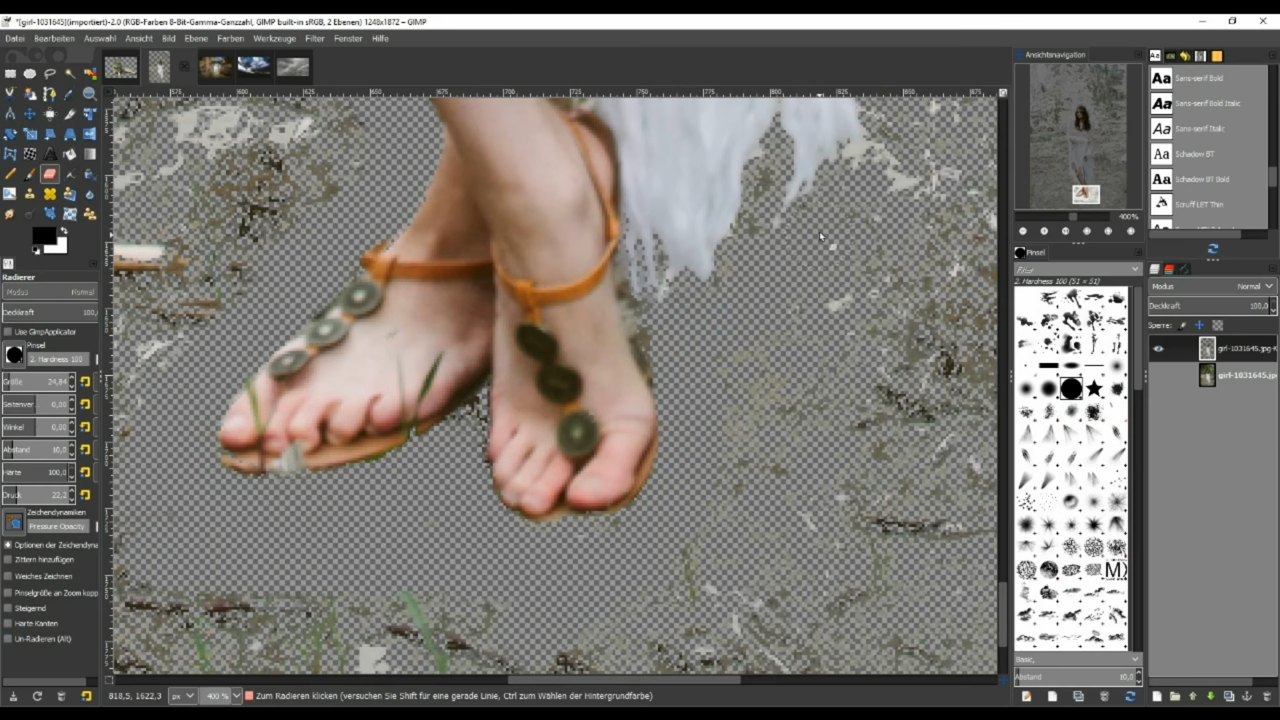 *[girl-1031645](importiert)-2.0 (RGB-Farben 8-Bit-Gamma-Ganzzahl, GIMP built-in sRGB, 2 Ebenen) 1248x1872 – GIMP
Datei Bearbeiten Auswahl Ansicht Bild Ebene Farben Werkzeuge Filter Fenster Hilfe
Ansichtsnavigation
400%
Sans-serif Bold
Sans-serif Bold Italic
Sans-serif Italic
Schadow BT
Schadow BT Bold
Scruff LET Thin
Radierer
Modus Normal
Deckkraft 100,
Use GimpApplicator
Pinsel
2. Hardness 100
Größe 24,84
Seitenver 0,00
Winkel 0,00
Abstand 10,0
Härte 100,0
Druck 22,2
Zeichendynamiken
Pressure Opacity
Optionen der Zeichendyna
Zittern hinzufügen
Weiches Zeichnen
Pinselgröße an Zoom kopp
Steigernd
Harte Kanten
Un-Radieren (Alt)
Pinsel
Filter
2. Hardness 100 (51 × 51)
Basic,
Abstand 10,0
Modus Normal
Deckkraft 100,0
Sperre:
girl-1031645.jpg-K
girl-1031645.jp
818,5, 1622,3 px 400 % Zum Radieren klicken (versuchen Sie Shift für eine gerade Linie, Ctrl zum Wählen der Hintergrundfarbe)